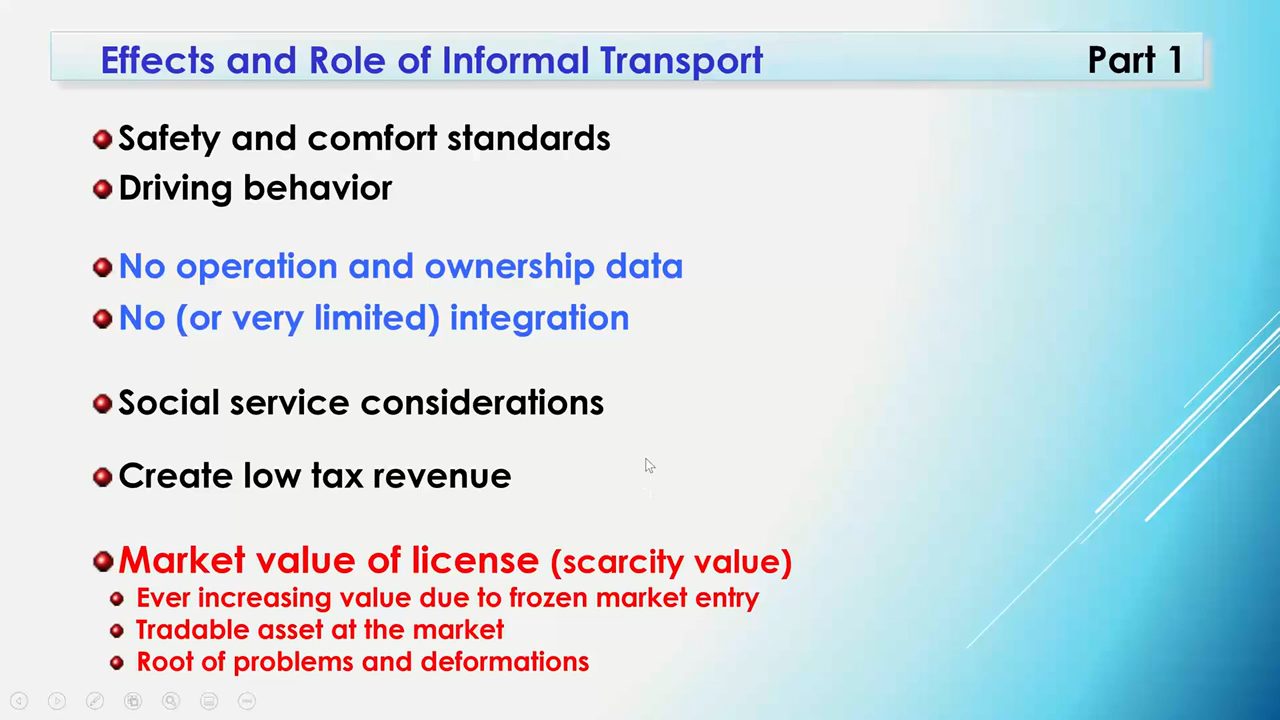 Effects and Role of Informal Transport Part 1
Safety and comfort standards
Driving behavior
No operation and ownership data
No (or very limited) integration
Social service considerations
Create low tax revenue
Market value of license (scarcity value)
Ever increasing value due to frozen market entry
Tradable asset at the market
Root of problems and deformations